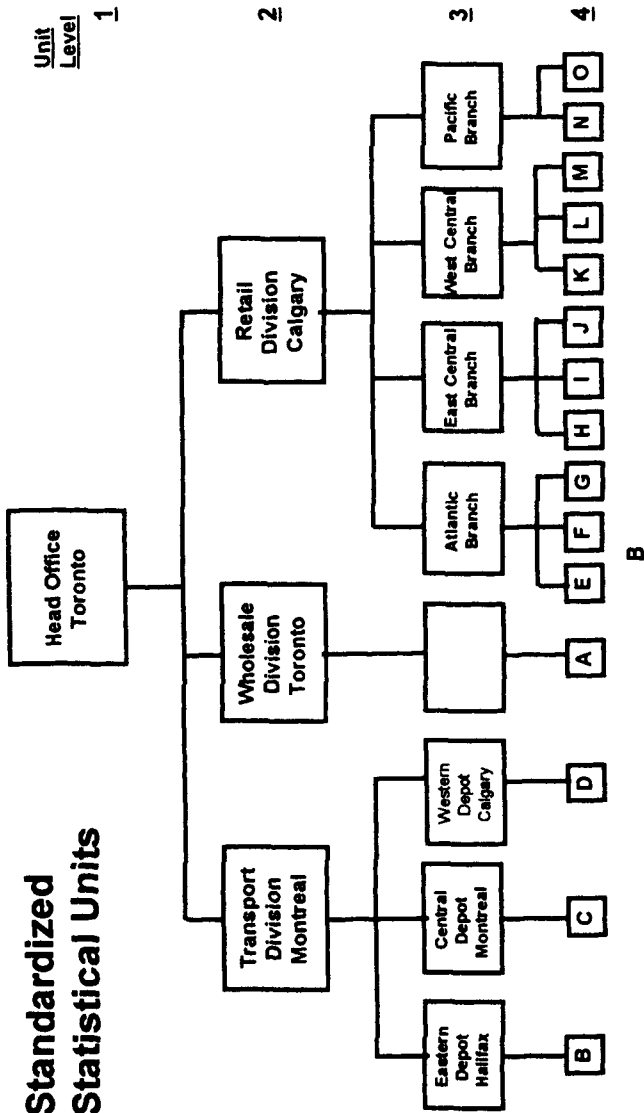 Standardized
Statistical Units
Unit
Level
Head Office
Toronto
1
Transport
Division
Montreal
Wholesale
Division
Toronto
Retail
Division
Calgary
2
Eastern
Depot
Halifax
Central
Depot
Montreal
Western
Depot
Calgary
Atlantic
Branch
East Central
Branch
West Central
Branch
Pacific
Branch
3
B C D A E F G H I J K L M N O
4
B